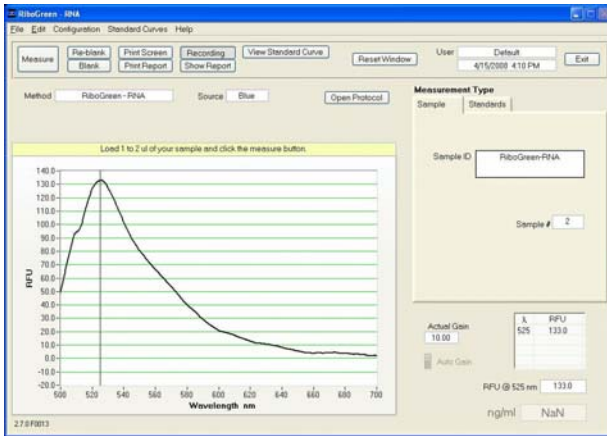 RiboGreen - RNA
File Edit Configuration Standard Curves Help
Measure Re-blank Print Screen Recording View Standard Curve Reset Window User Default Exit
Blank Print Report Show Report 4/15/2008 4:10 PM
Method RiboGreen - RNA Source Blue Open Protocol
Measurement Type
Sample Standards
Load 1 to 2 ul of your sample and click the measure button.
Sample ID RiboGreen-RNA
Sample # 2
140.0
130.0
120.0
110.0
100.0
90.0
80.0
70.0
60.0
50.0
40.0
30.0
20.0
10.0
0.0
-10.0
-20.0
RFU
500 520 540 560 580 600 620 640 660 680 700
Wavelength nm
Actual Gain
10.00
Auto Gain
λ RFU
525 133.0
RFU @ 525 nm 133.0
ng/ml NaN
2.7.0 F0013